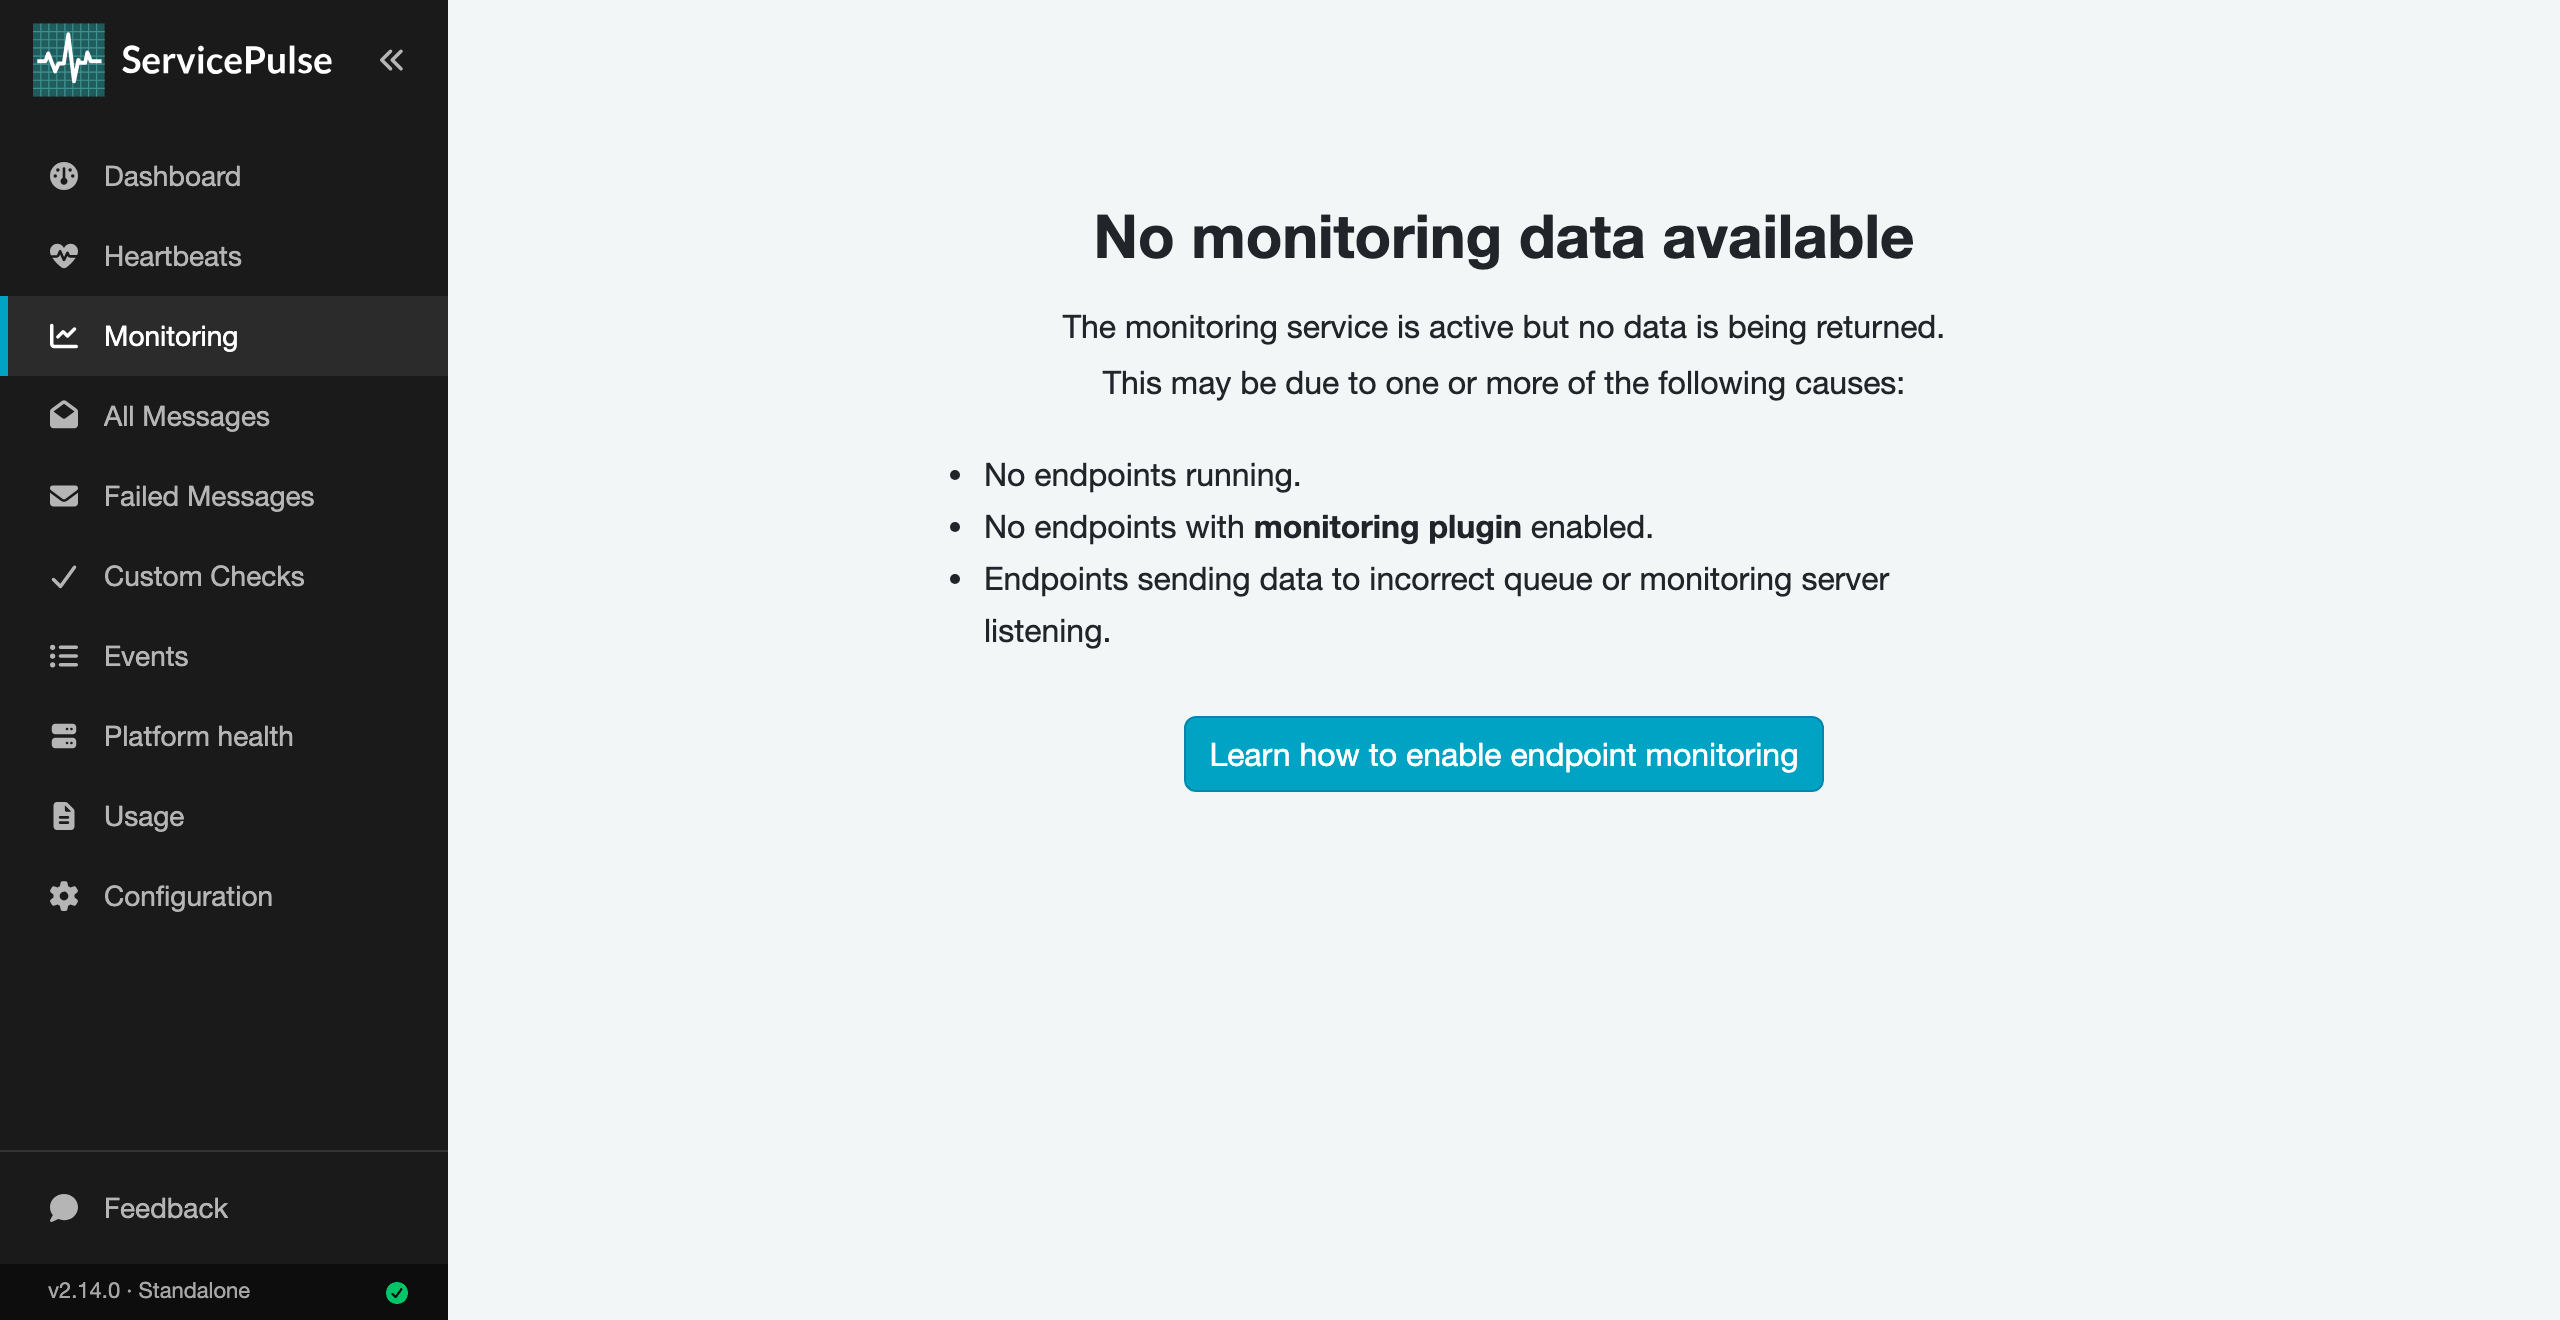 ServicePulse
Dashboard
Heartbeats
Monitoring
All Messages
Failed Messages
Custom Checks
Events
Platform health
Usage
Configuration
Feedback
v2.14.0 · Standalone
No monitoring data available
The monitoring service is active but no data is being returned.
This may be due to one or more of the following causes:
• No endpoints running.
• No endpoints with monitoring plugin enabled.
• Endpoints sending data to incorrect queue or monitoring server
listening.
Learn how to enable endpoint monitoring